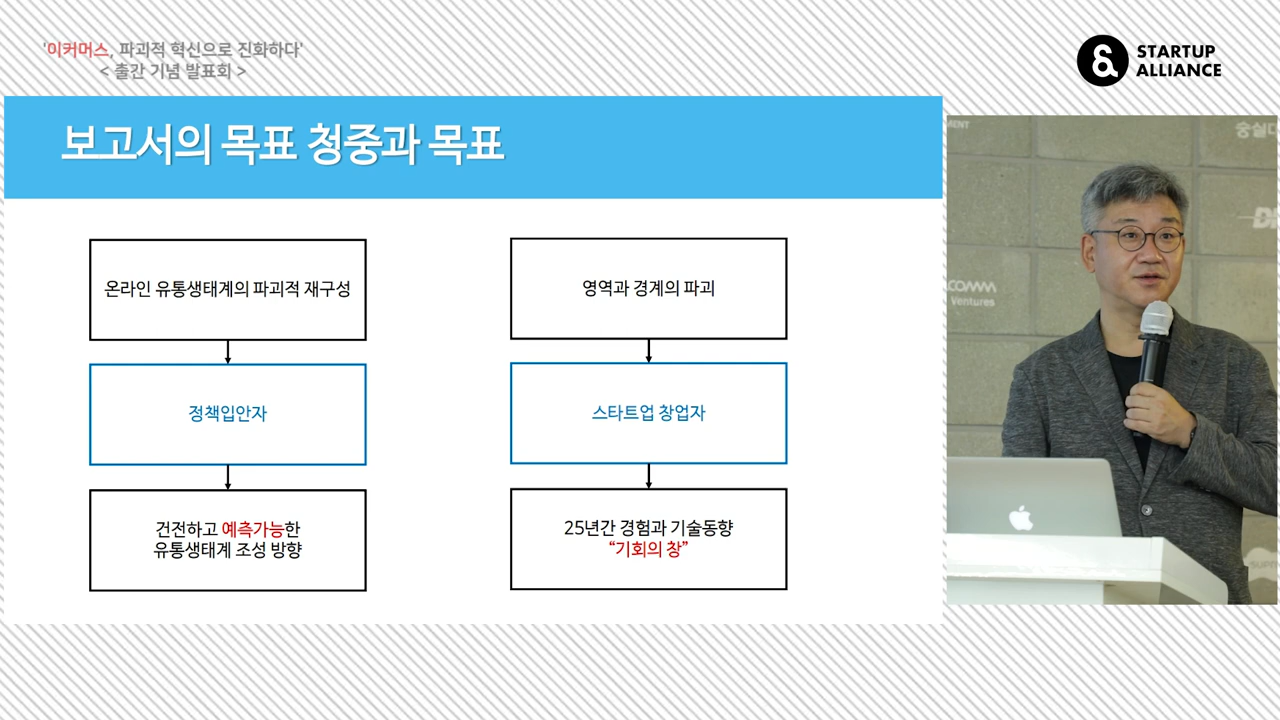 '이커머스, 파괴적 혁신으로 진화하다'
< 출간 기념 발표회 >
STARTUP
ALLIANCE
보고서의 목표 청중과 목표
온라인 유통생태계의 파괴적 재구성
정책입안자
건전하고 예측가능한
유통생태계 조성 방향
영역과 경계의 파괴
스타트업 창업자
25년간 경험과 기술동향
“기회의 창”
숭실대
Ventures